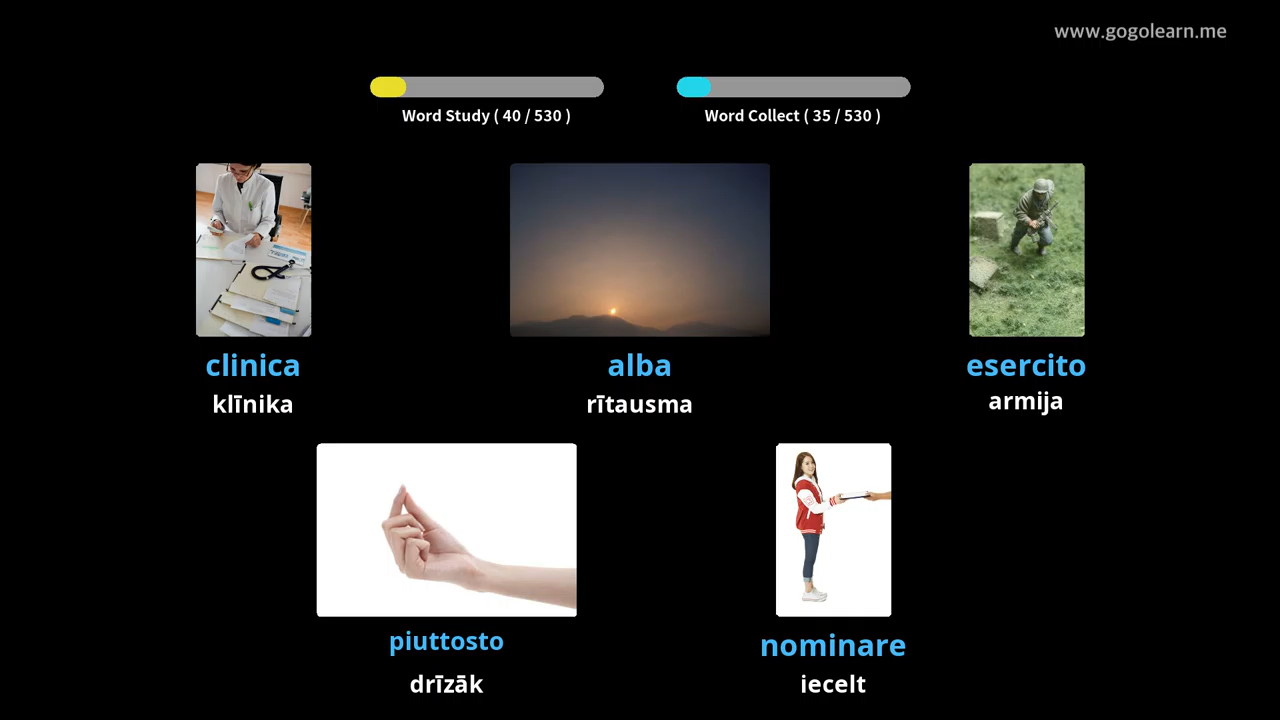 www.gogolearn.me
Word Study ( 40 / 530 )
Word Collect ( 35 / 530 )
clinica
klīnika
alba
rītausma
esercito
armija
piuttosto
drīzāk
nominare
iecelt